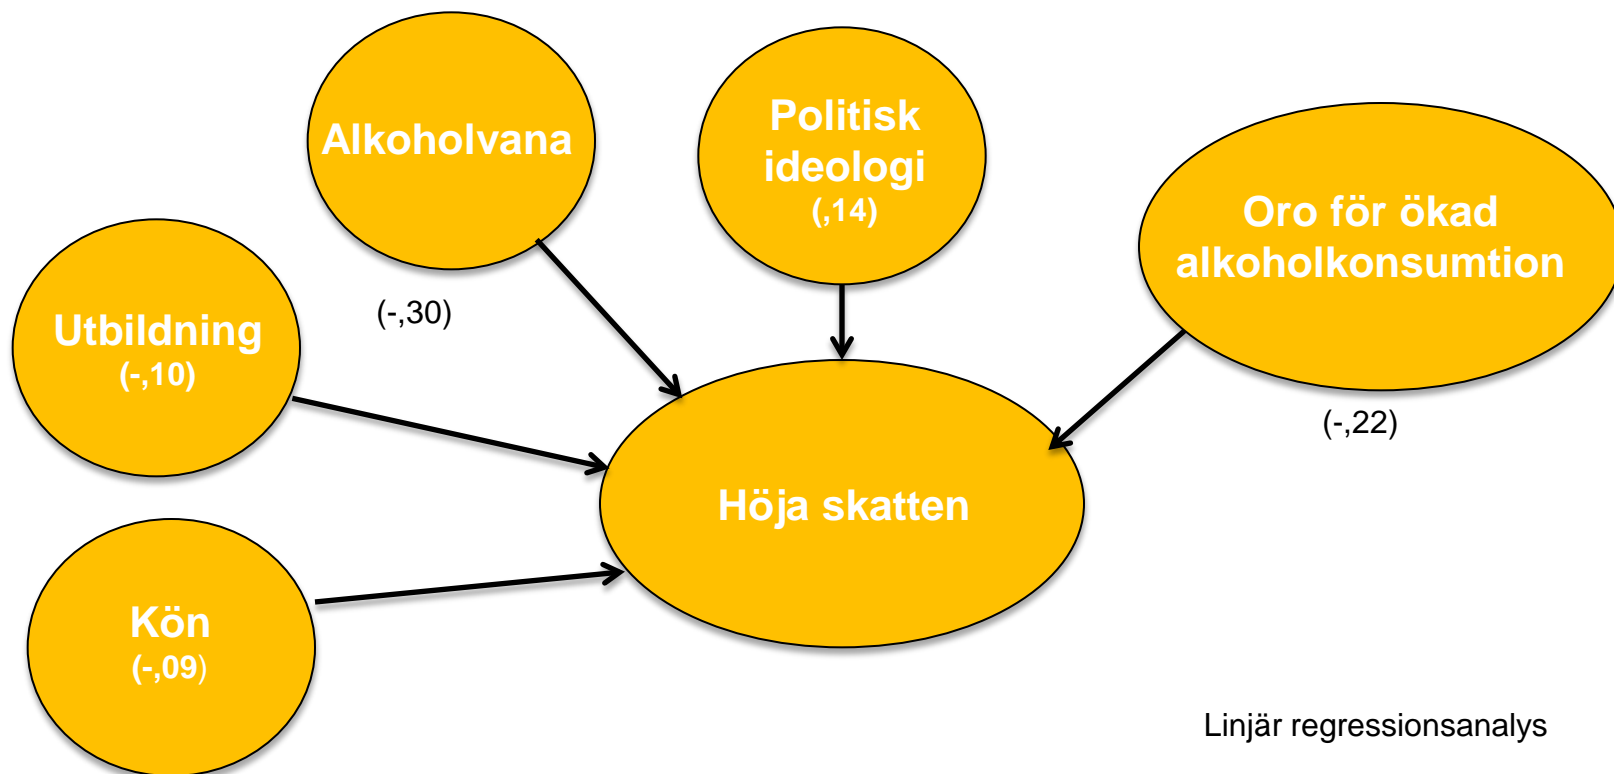 Alkoholvana
(-,30)
Politisk
ideologi
(,14)
Oro för ökad
alkoholkonsumtion
(-,22)
Utbildning
(-,10)
Höja skatten
Kön
(-,09)
Linjär regressionsanalys